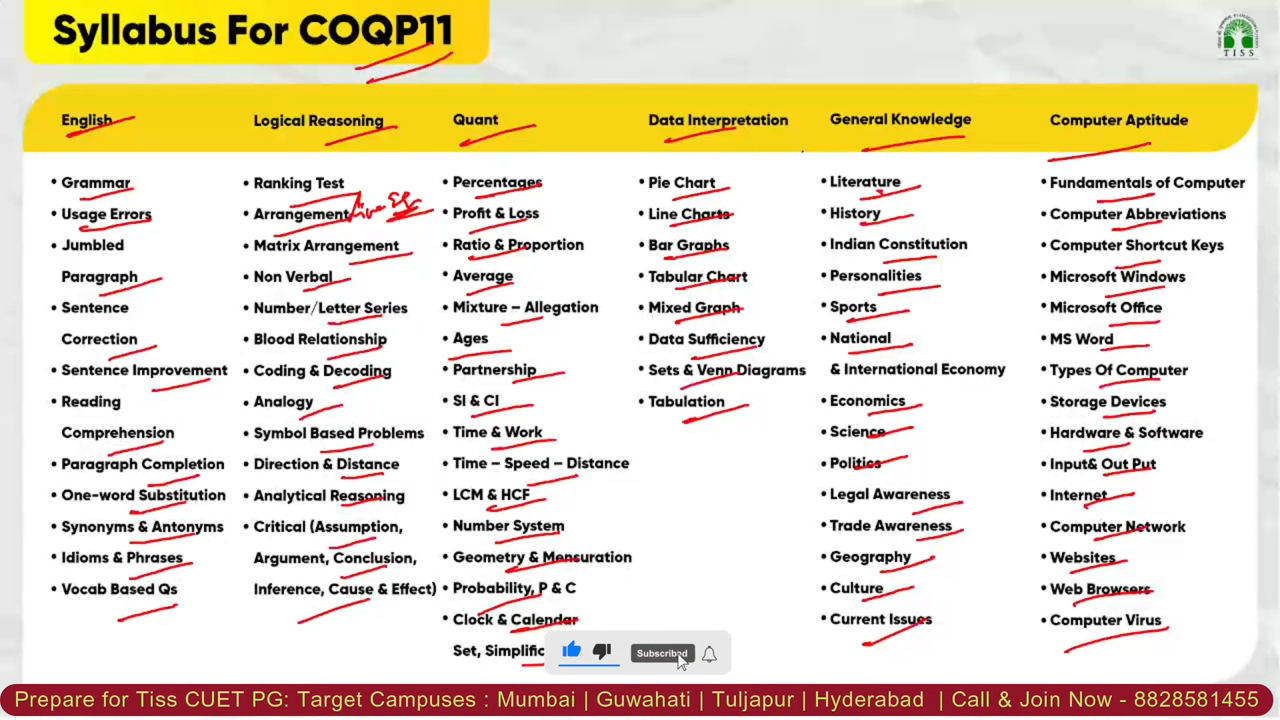 Syllabus For COQP11
TISS
English
• Grammar
• Usage Errors
• Jumbled
Paragraph
• Sentence
Correction
• Sentence Improvement
• Reading
Comprehension
• Paragraph Completion
• One-word Substitution
• Synonyms & Antonyms
• Idioms & Phrases
• Vocab Based Qs
Logical Reasoning
• Ranking Test
• Arrangement
• Matrix Arrangement
• Non Verbal
• Number/Letter Series
• Blood Relationship
• Coding & Decoding
• Analogy
• Symbol Based Problems
• Direction & Distance
• Analytical Reasoning
• Critical (Assumption,
Argument, Conclusion,
Inference, Cause & Effect)
Quant
• Percentages
• Profit & Loss
• Ratio & Proportion
• Average
• Mixture – Allegation
• Ages
• Partnership
• SI & CI
• Time & Work
• Time – Speed – Distance
• LCM & HCF
• Number System
• Geometry & Mensuration
• Probability, P & C
• Clock & Calendar
Set, Simplific
Data Interpretation
• Pie Chart
• Line Charts
• Bar Graphs
• Tabular Chart
• Mixed Graph
• Data Sufficiency
• Sets & Venn Diagrams
• Tabulation
General Knowledge
• Literature
• History
• Indian Constitution
• Personalities
• Sports
• National
& International Economy
• Economics
• Science
• Politics
• Legal Awareness
• Trade Awareness
• Geography
• Culture
• Current Issues
Computer Aptitude
• Fundamentals of Computer
• Computer Abbreviations
• Computer Shortcut Keys
• Microsoft Windows
• Microsoft Office
• MS Word
• Types Of Computer
• Storage Devices
• Hardware & Software
• Input& Out Put
• Internet
• Computer Network
• Websites
• Web Browsers
• Computer Virus
Subscribed
Prepare for Tiss CUET PG: Target Campuses : Mumbai | Guwahati | Tuljapur | Hyderabad | Call & Join Now - 8828581455